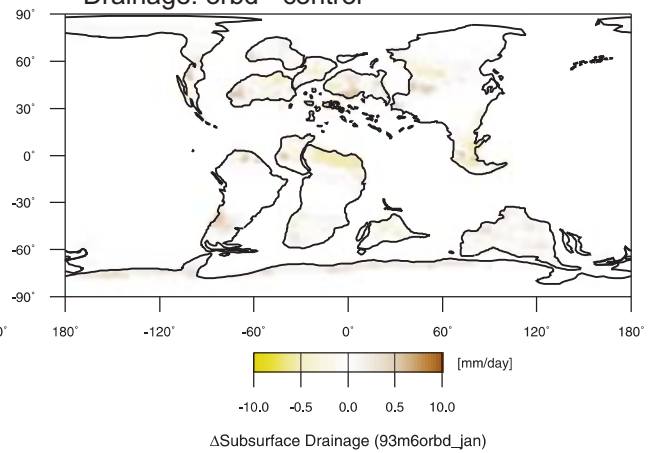 Drainage: orbd - control
90°
60°
30°
0°
-30°
-60°
-90°
0° 180° -120° -60° 0° 60° 120° 180°
[mm/day]
-10.0 -0.5 0.0 0.5 10.0
ΔSubsurface Drainage (93m6orbd_jan)